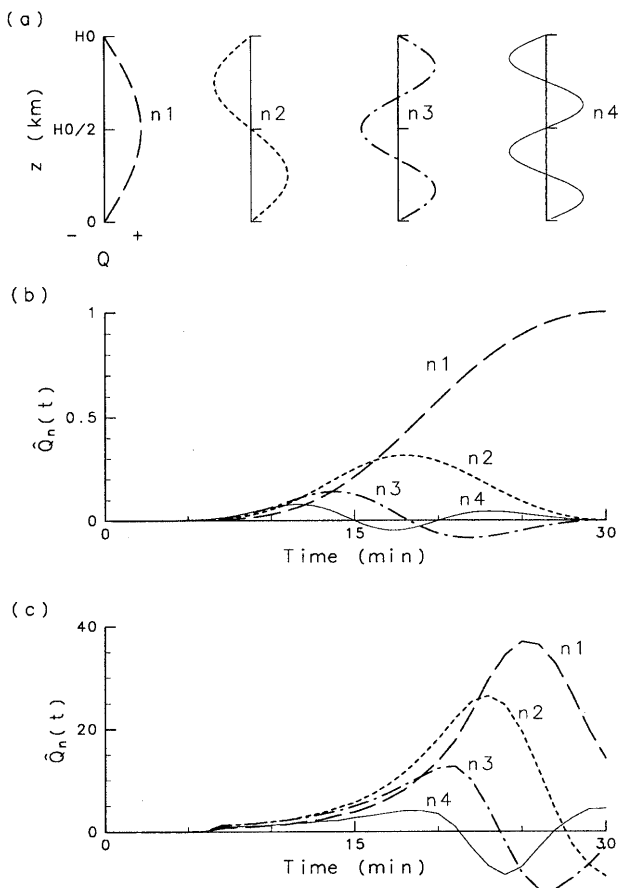 (a)
H0
H0/2
0
z (km)
n1
n2
n3
n4
- +
Q
(b)
1
0.5
0
Q̂n(t)
n1
n2
n3
n4
0 15 30
Time (min)
(c)
40
20
0
Q̂n(t)
n1
n2
n3
n4
0 15 30
Time (min)